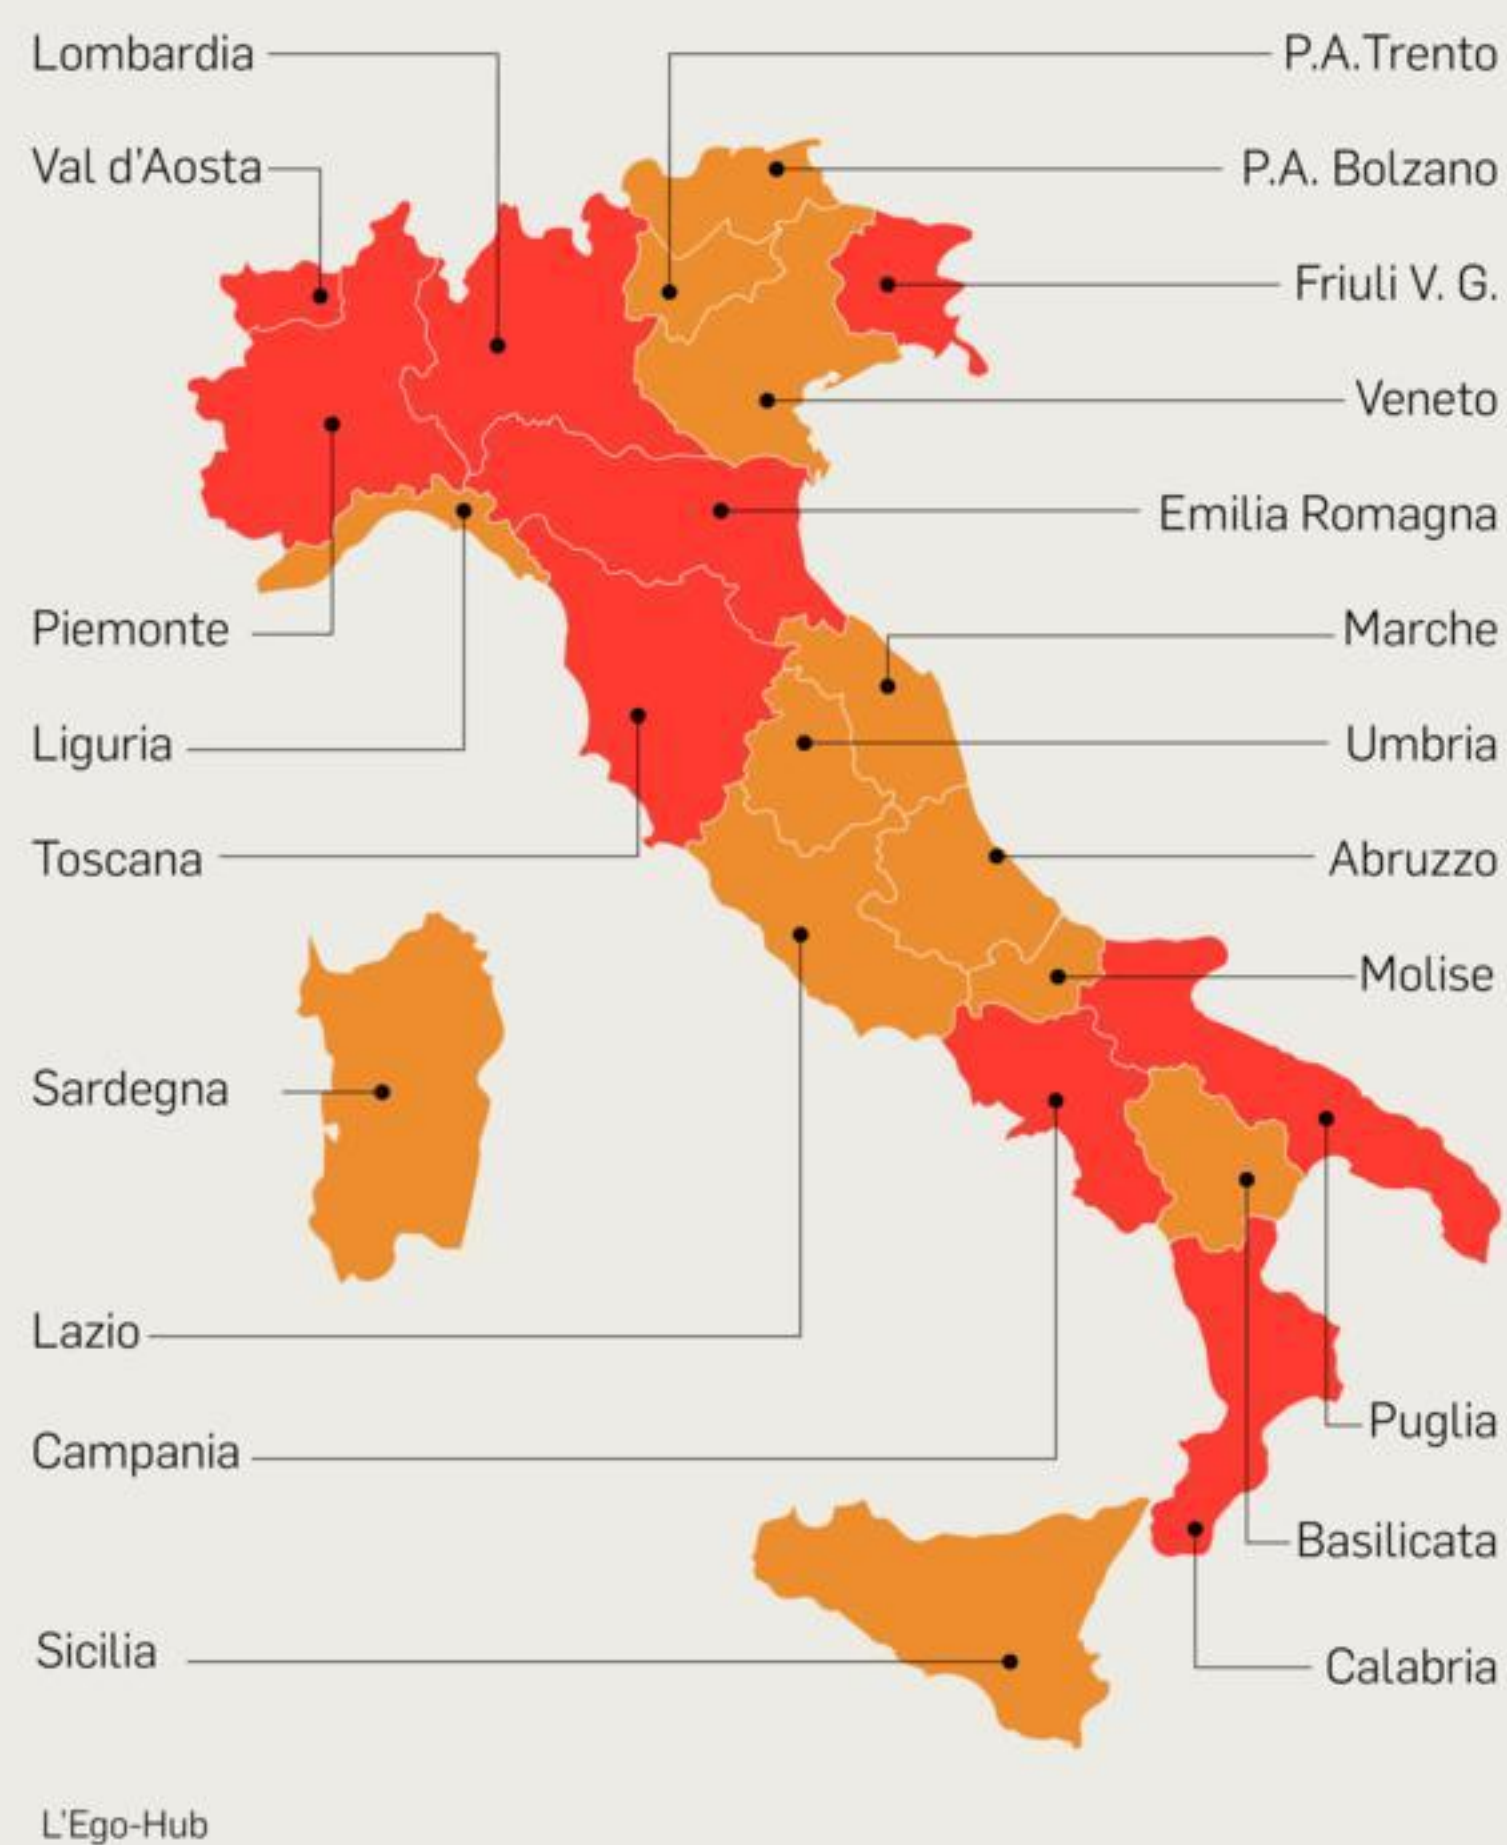 Lombardia
P.A.Trento
Val d'Aosta
P.A. Bolzano
Friuli V. G.
Veneto
Emilia Romagna
Piemonte
Marche
Liguria
Umbria
Toscana
Abruzzo
Molise
Sardegna
Lazio
Puglia
Campania
Basilicata
Sicilia
Calabria
L'Ego-Hub